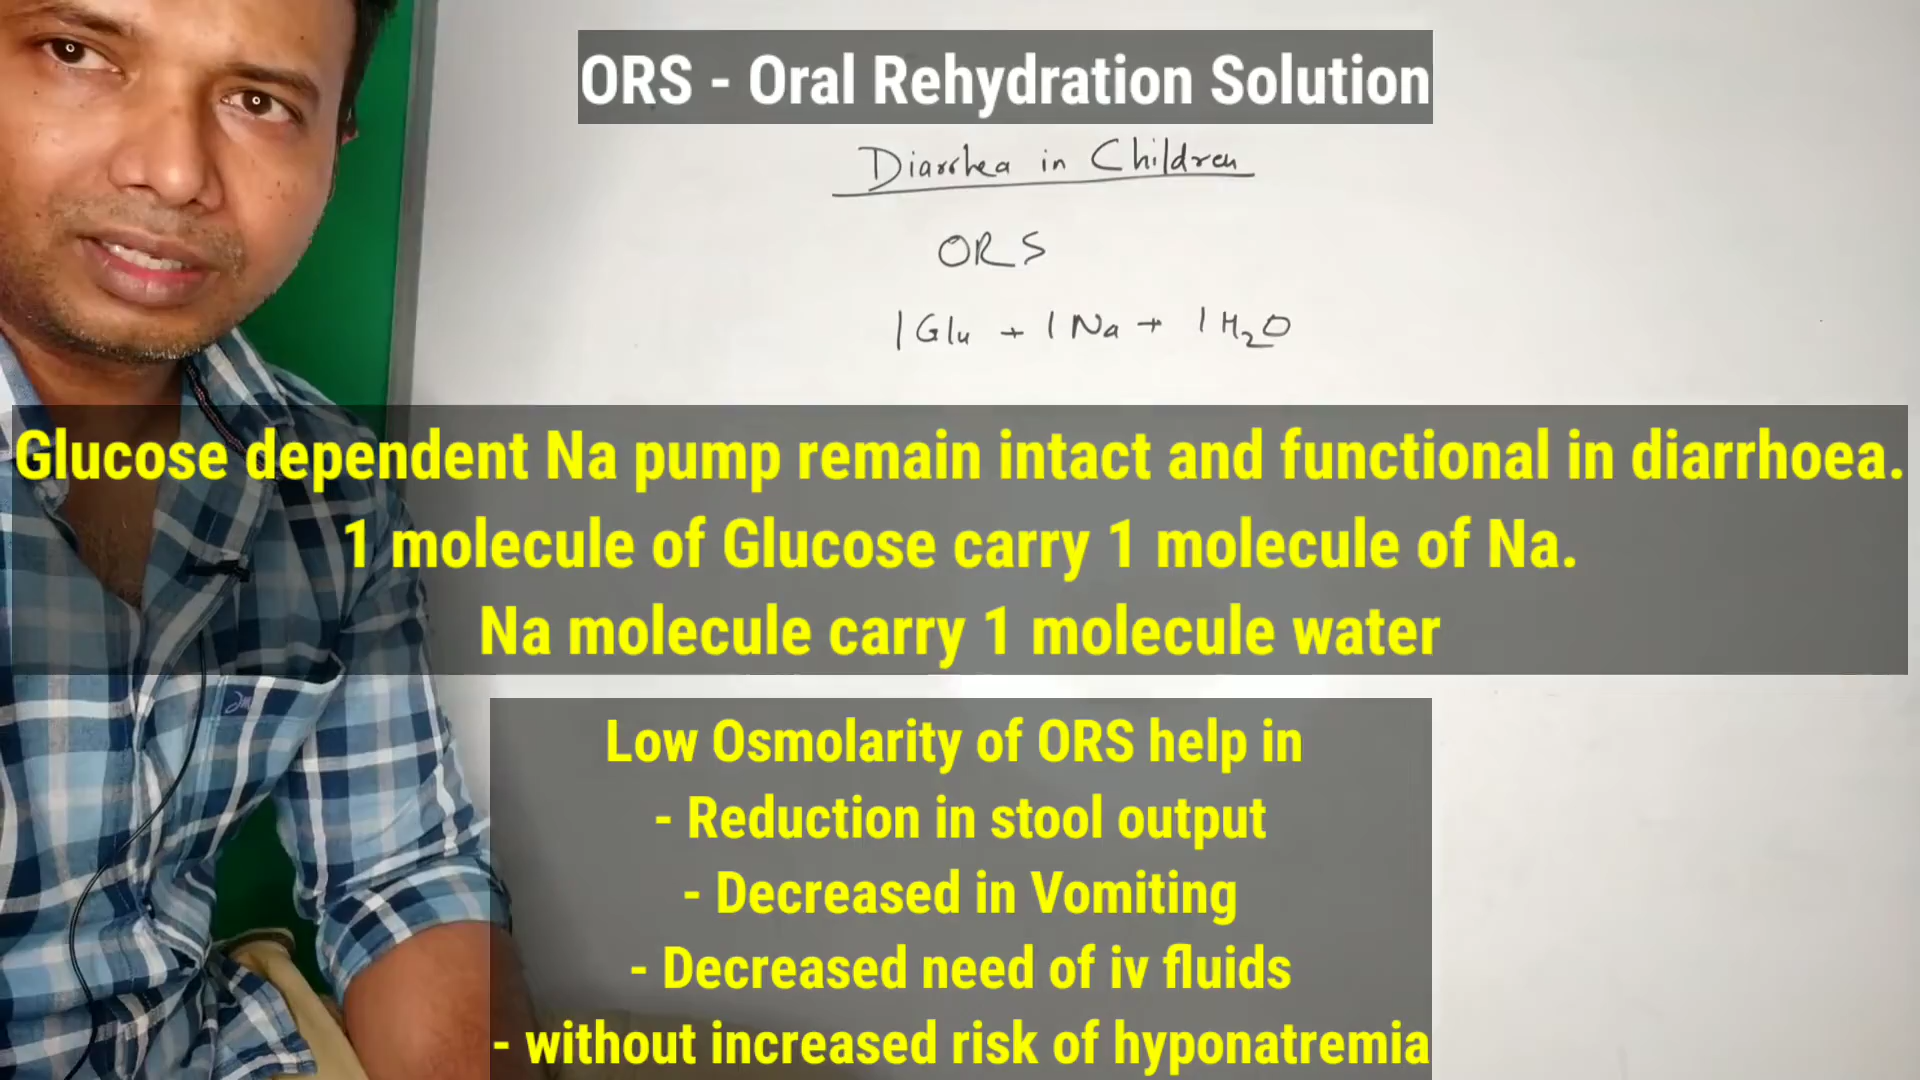 ORS - Oral Rehydration Solution
Diarrhea in Children
ORS
1 Glu + 1 Na + 1 H₂O
Glucose dependent Na pump remain intact and functional in diarrhoea.
1 molecule of Glucose carry 1 molecule of Na.
Na molecule carry 1 molecule water
Low Osmolarity of ORS help in
- Reduction in stool output
- Decreased in Vomiting
- Decreased need of iv fluids
- without increased risk of hyponatremia